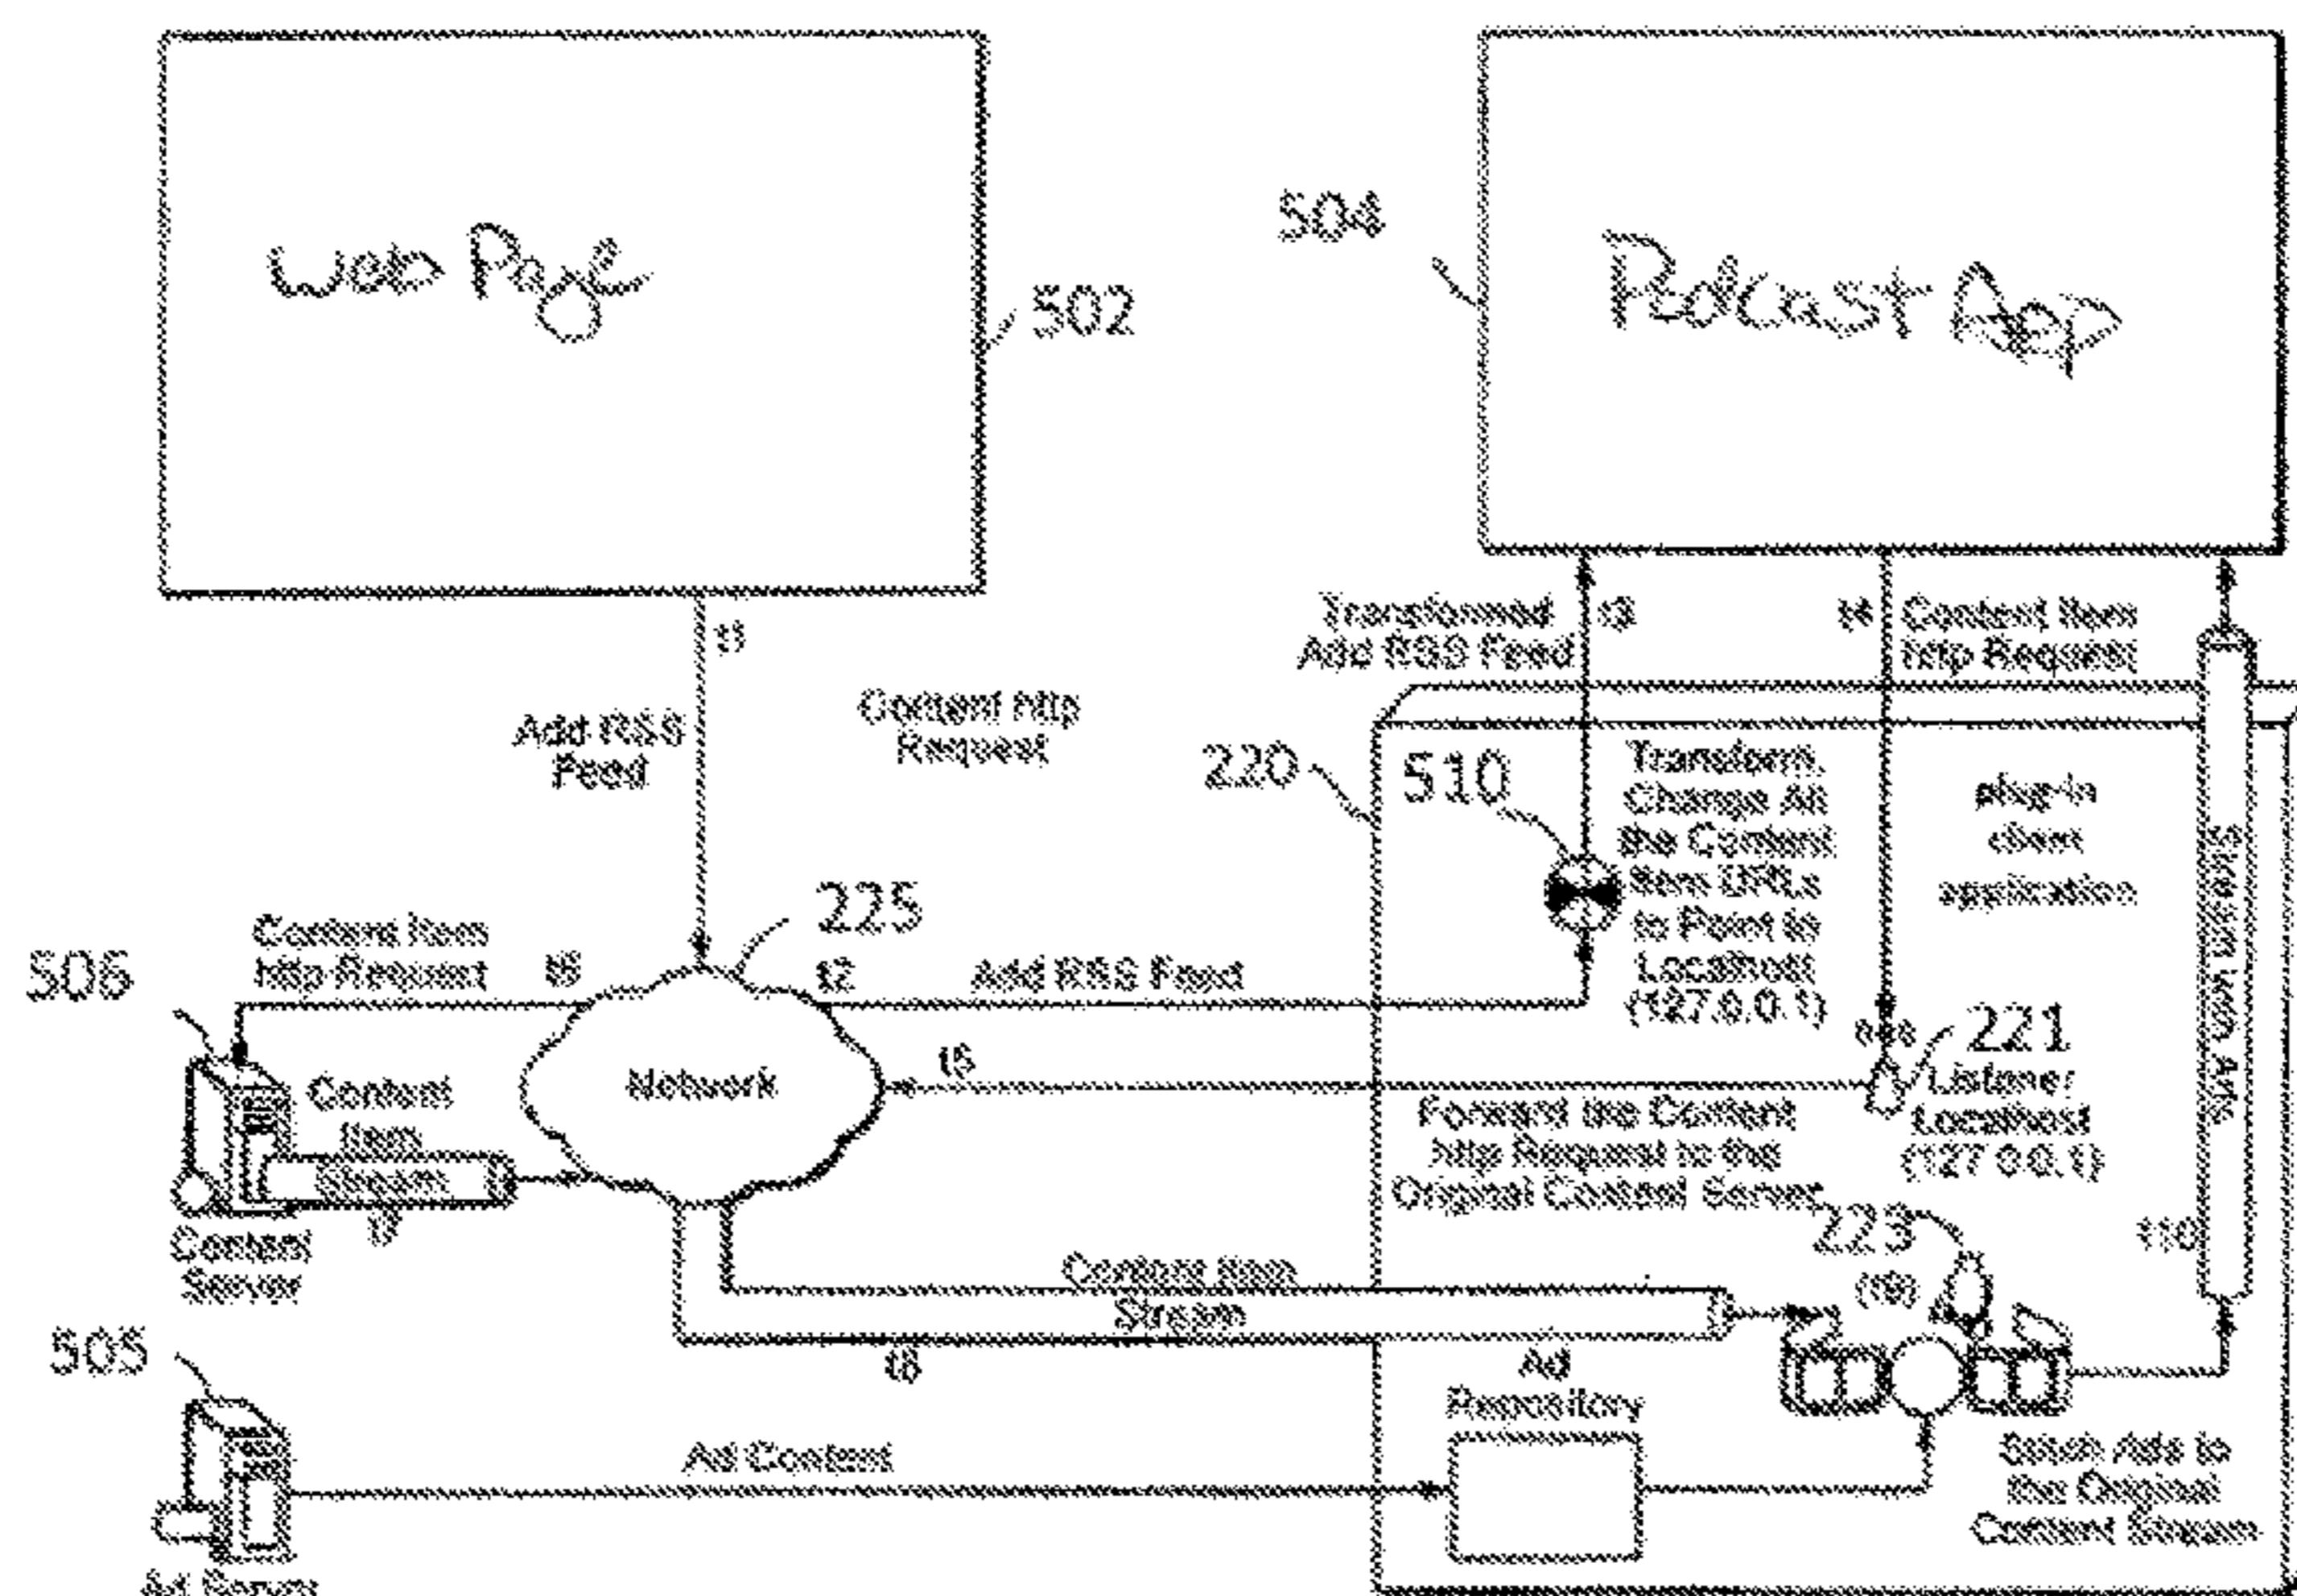 Web Page
502
504
Podcast App
t1
Add RSS
Feed
Content http
Request
Transformed
Add RSS Feed
t3
t4
Content Item
http Request
220
510
Transform,
Change All
the Content
Item URLs
to Point to
Localhost
(127.0.0.1)
plug-in
client
application
Stream with Ads
225
506
Content Item
http Request
t6
t2
Add RSS Feed
Network
t5
221
Listener
Localhost
(127.0.0.1)
Forward the Content
http Request to the
Original Content Server
Content
Item
Stream
t7
Content
Server
223
(t9)
t10
Content Item
Stream
t8
505
Ad
Repository
Ad Content
Stitch Ads to
the Original
Content Stream
Ad Server